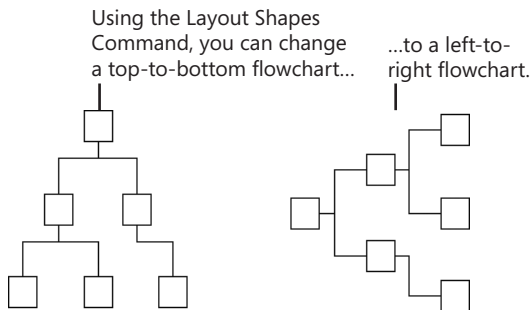 Using the Layout Shapes
Command, you can change
a top-to-bottom flowchart...
...to a left-to-
right flowchart.